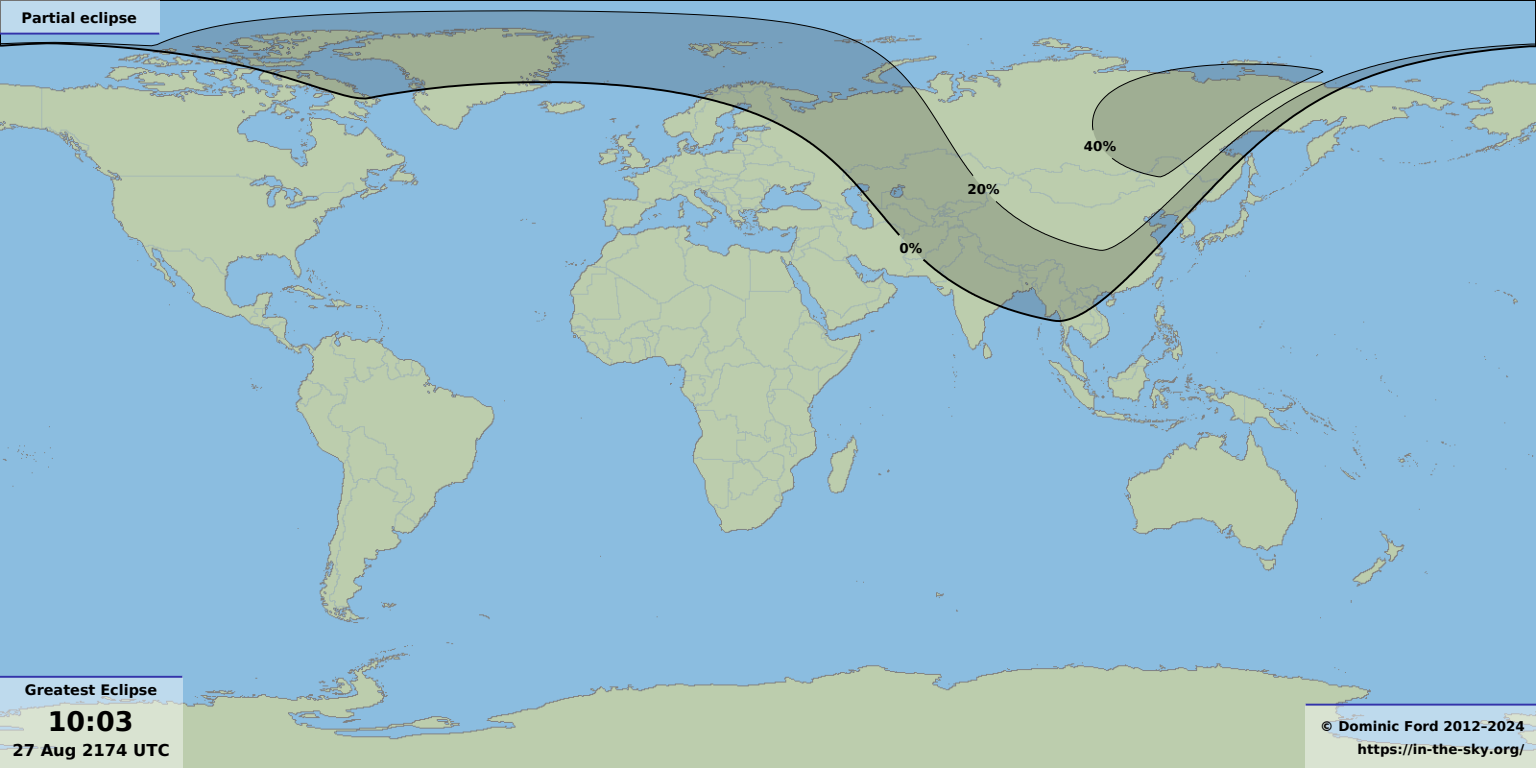 Partial eclipse
40%
20%
0%
Greatest Eclipse
10:03
27 Aug 2174 UTC
© Dominic Ford 2012–2024
https://in-the-sky.org/